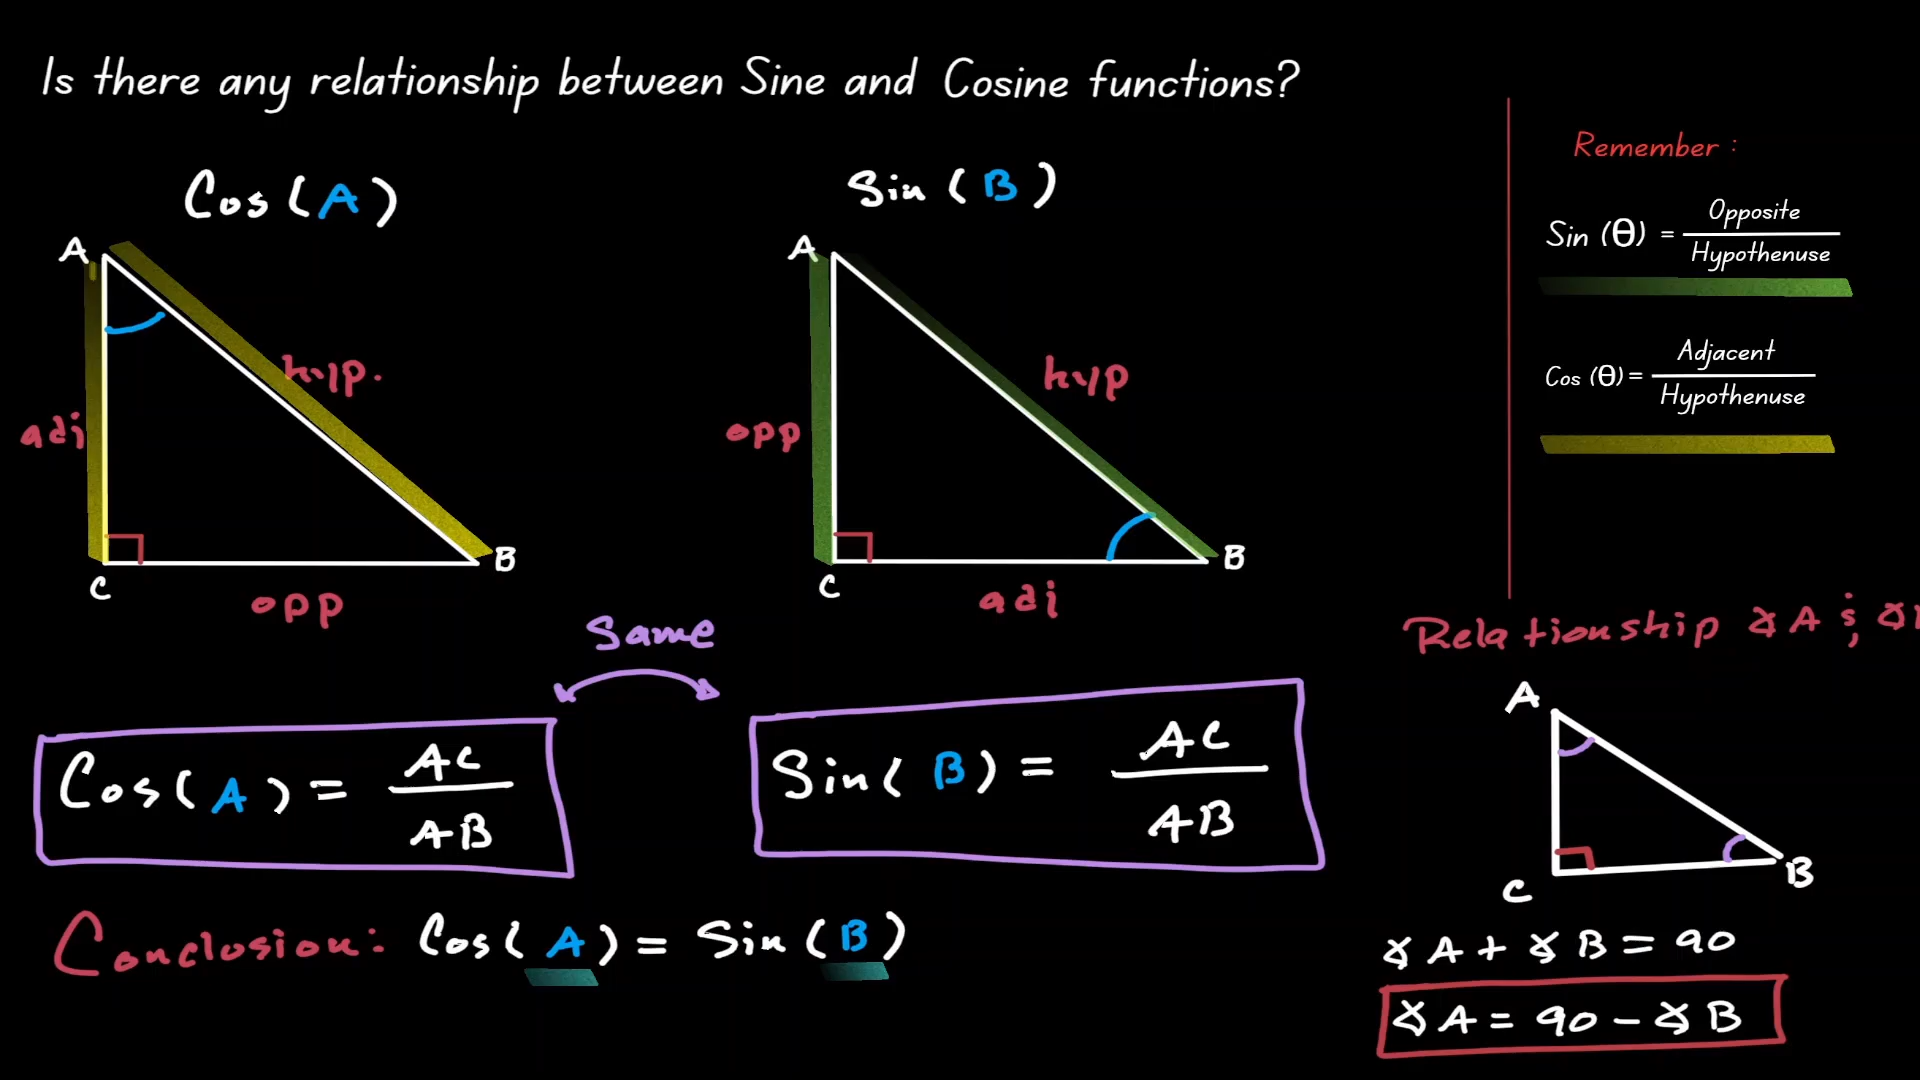 Is there any relationship between Sine and Cosine functions?
Cos(A)
A
adj
hyp.
C
B
opp
Sin(B)
A
opp
hyp
C
B
adj
Remember :
Sin (θ) = Opposite
Hypothenuse
Cos (θ) = Adjacent
Hypothenuse
Same
Cos(A) = AC
AB
Sin(B) = AC
AB
Conclosion: Cos(A) = Sin(B)
Relationship ∡A & ∡
A
C
B
∡A + ∡B = 90
∡A = 90 - ∡B